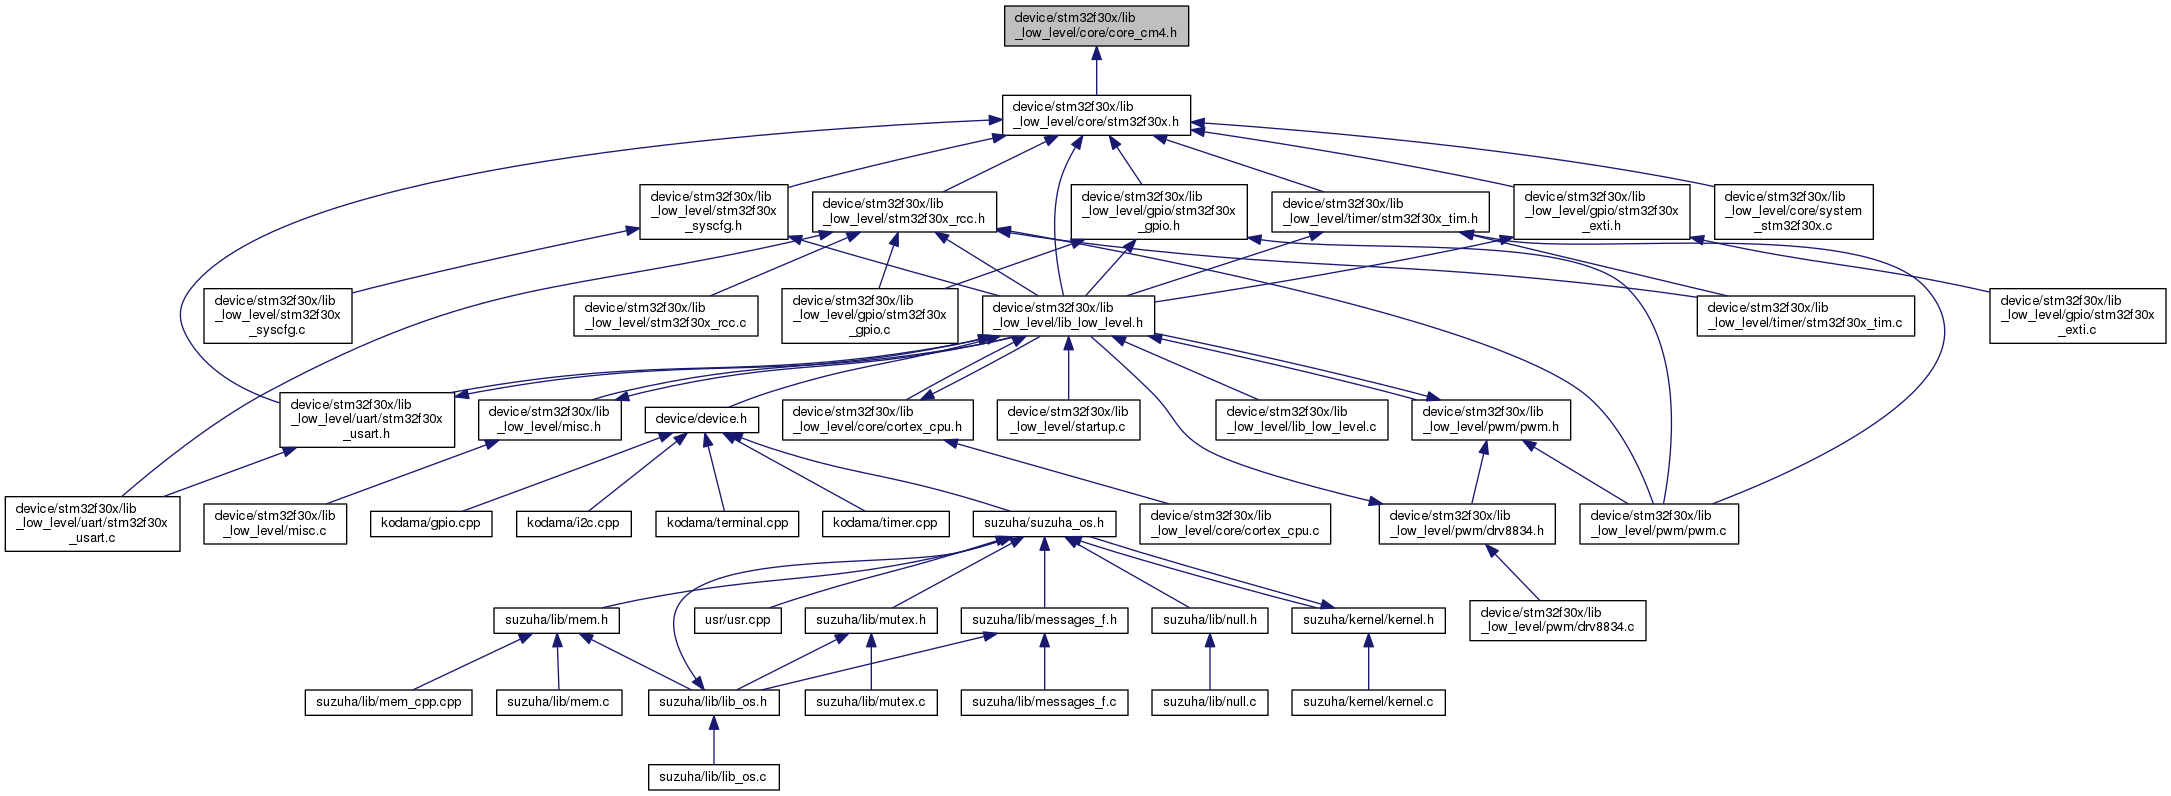 device/stm32f30x/lib
_low_level/core/core_cm4.h
device/stm32f30x/lib
_low_level/core/stm32f30x.h
device/stm32f30x/lib
_low_level/stm32f30x
_syscfg.h
device/stm32f30x/lib
_low_level/stm32f30x_rcc.h
device/stm32f30x/lib
_low_level/gpio/stm32f30x
_gpio.h
device/stm32f30x/lib
_low_level/timer/stm32f30x_tim.h
device/stm32f30x/lib
_low_level/gpio/stm32f30x
_exti.h
device/stm32f30x/lib
_low_level/core/system
_stm32f30x.c
device/stm32f30x/lib
_low_level/stm32f30x
_syscfg.c
device/stm32f30x/lib
_low_level/stm32f30x_rcc.c
device/stm32f30x/lib
_low_level/gpio/stm32f30x
_gpio.c
device/stm32f30x/lib
_low_level/lib_low_level.h
device/stm32f30x/lib
_low_level/timer/stm32f30x_tim.c
device/stm32f30x/lib
_low_level/gpio/stm32f30x
_exti.c
device/stm32f30x/lib
_low_level/uart/stm32f30x
_usart.h
device/stm32f30x/lib
_low_level/misc.h
device/device.h
device/stm32f30x/lib
_low_level/core/cortex_cpu.h
device/stm32f30x/lib
_low_level/startup.c
device/stm32f30x/lib
_low_level/lib_low_level.c
device/stm32f30x/lib
_low_level/pwm/pwm.h
device/stm32f30x/lib
_low_level/uart/stm32f30x
_usart.c
device/stm32f30x/lib
_low_level/misc.c
kodama/gpio.cpp
kodama/i2c.cpp
kodama/terminal.cpp
kodama/timer.cpp
suzuha/suzuha_os.h
device/stm32f30x/lib
_low_level/core/cortex_cpu.c
device/stm32f30x/lib
_low_level/pwm/drv8834.h
device/stm32f30x/lib
_low_level/pwm/pwm.c
suzuha/lib/mem.h
usr/usr.cpp
suzuha/lib/mutex.h
suzuha/lib/messages_f.h
suzuha/lib/null.h
suzuha/kernel/kernel.h
device/stm32f30x/lib
_low_level/pwm/drv8834.c
suzuha/lib/mem_cpp.cpp
suzuha/lib/mem.c
suzuha/lib/lib_os.h
suzuha/lib/mutex.c
suzuha/lib/messages_f.c
suzuha/lib/null.c
suzuha/kernel/kernel.c
suzuha/lib/lib_os.c